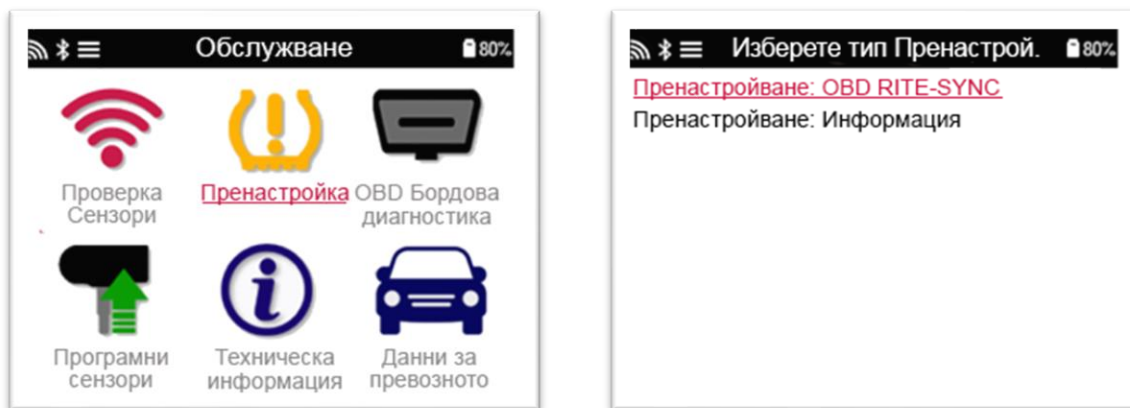 Обслужване
80%
Проверка
Сензори
Пренастройка
OBD Бордова
диагностика
Програмни
сензори
Техническа
информация
Данни за
превозното
Изберете тип Пренастрой.
80%
Пренастройване: OBD RITE-SYNC
Пренастройване: Информация